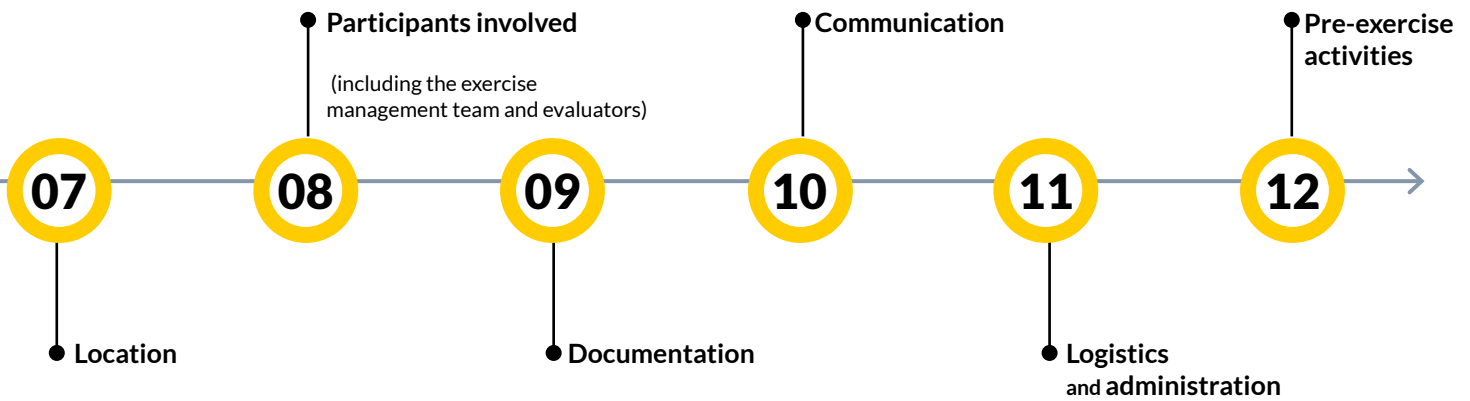 Participants involved
(including the exercise
management team and evaluators)
Communication
Pre-exercise
activities
07
08
09
10
11
12
Location
Documentation
Logistics
and administration